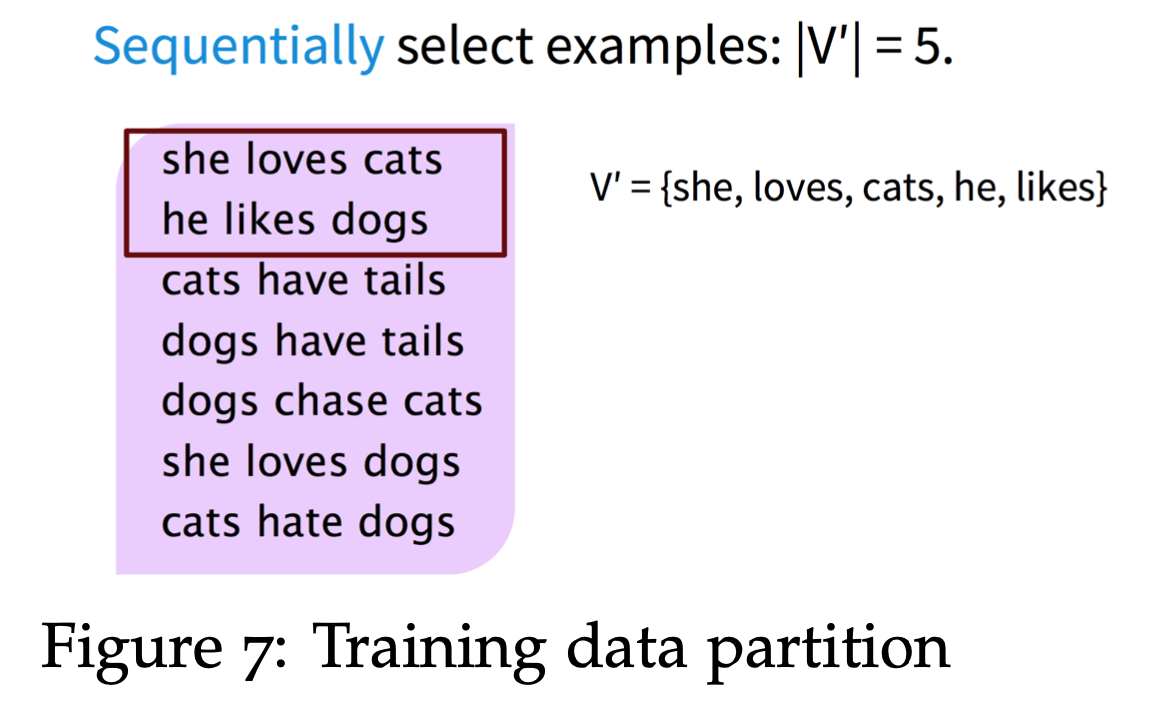 Sequentially select examples: |V′| = 5.
she loves cats
he likes dogs
cats have tails
dogs have tails
dogs chase cats
she loves dogs
cats hate dogs
V′ = {she, loves, cats, he, likes}
Figure 7: Training data partition